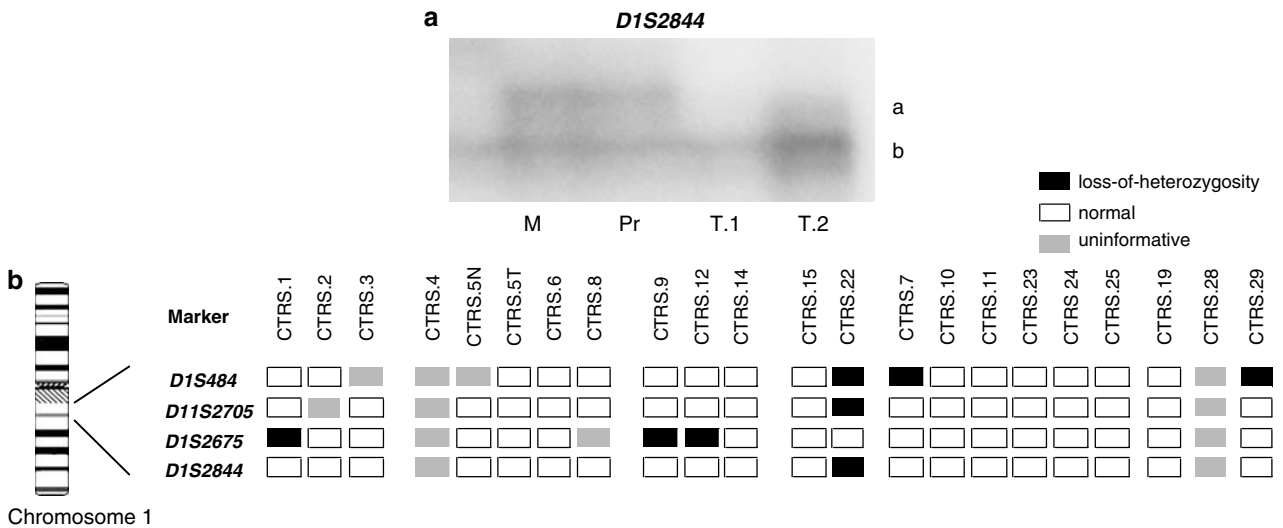 a
D1S2844
a
b
M Pr T.1 T.2
loss-of-heterozygosity
normal
uninformative
b
Marker
CTRS.1 CTRS.2 CTRS.3 CTRS.4 CTRS.5N CTRS.5T CTRS.6 CTRS.8 CTRS.9 CTRS.12 CTRS.14 CTRS.15 CTRS.22 CTRS.7 CTRS.10 CTRS.11 CTRS.23 CTRS 24 CTRS.25 CTRS.19 CTRS.28 CTRS.29
D1S484
D11S2705
D1S2675
D1S2844
Chromosome 1